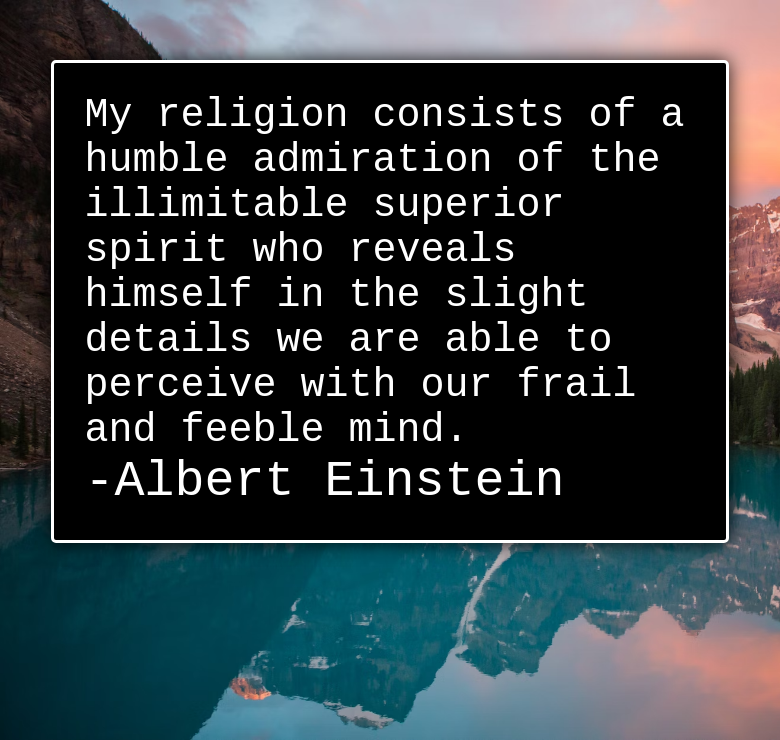 My religion consists of a
humble admiration of the
illimitable superior
spirit who reveals
himself in the slight
details we are able to
perceive with our frail
and feeble mind.
-Albert Einstein